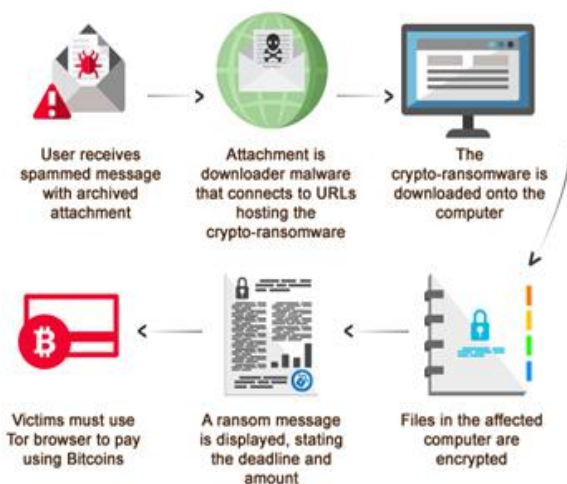 User receives
spammed message
with archived
attachment
Attachment is
downloader malware
that connects to URLs
hosting the
crypto-ransomware
The
crypto-ransomware is
downloaded onto the
computer
Files in the affected
computer are
encrypted
A ransom message
is displayed, stating
the deadline and
amount
Victims must use
Tor browser to pay
using Bitcoins